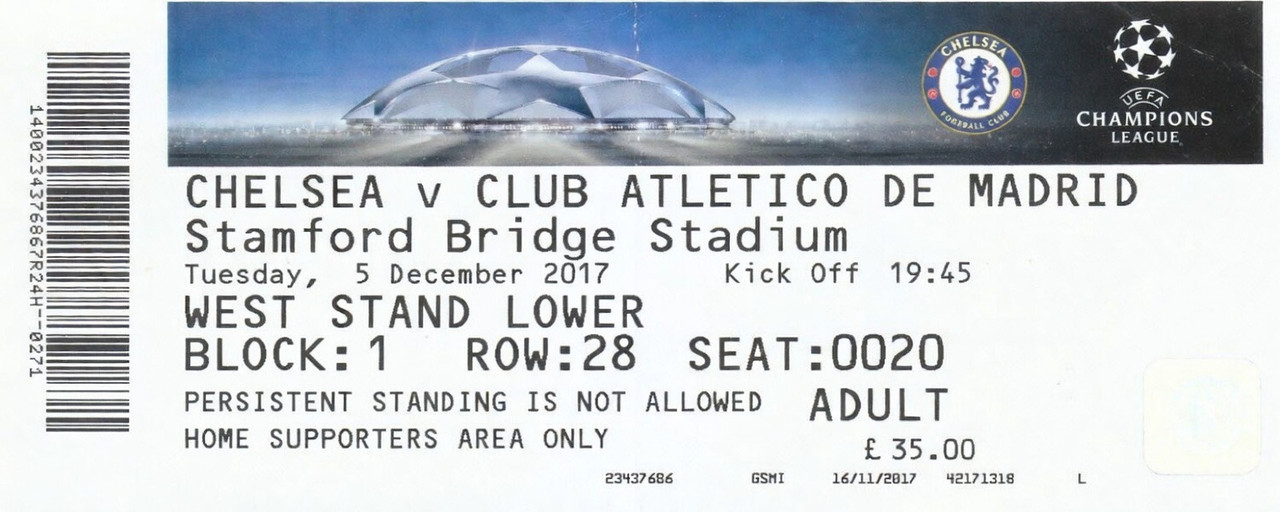 CHELSEA
FOOTBALL CLUB
UEFA
CHAMPIONS
LEAGUE
CHELSEA v CLUB ATLETICO DE MADRID
Stamford Bridge Stadium
Tuesday, 5 December 2017 Kick Off 19:45
WEST STAND LOWER
BLOCK:1 ROW:28 SEAT:0020
PERSISTENT STANDING IS NOT ALLOWED ADULT
HOME SUPPORTERS AREA ONLY
£ 35.00
23437686 GSMI 16/11/2017 42171318 L
140023437686７R24H--0271